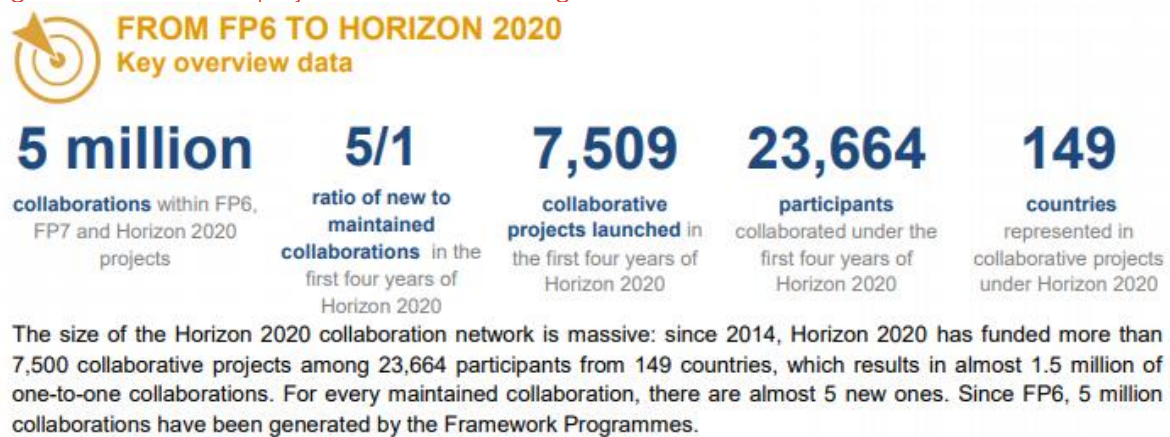 FROM FP6 TO HORIZON 2020
Key overview data
5 million
collaborations within FP6,
FP7 and Horizon 2020
projects
5/1
ratio of new to
maintained
collaborations in the
first four years of
Horizon 2020
7,509
collaborative
projects launched in
the first four years of
Horizon 2020
23,664
participants
collaborated under the
first four years of
Horizon 2020
149
countries
represented in
collaborative projects
under Horizon 2020
The size of the Horizon 2020 collaboration network is massive: since 2014, Horizon 2020 has funded more than
7,500 collaborative projects among 23,664 participants from 149 countries, which results in almost 1.5 million of
one-to-one collaborations. For every maintained collaboration, there are almost 5 new ones. Since FP6, 5 million
collaborations have been generated by the Framework Programmes.